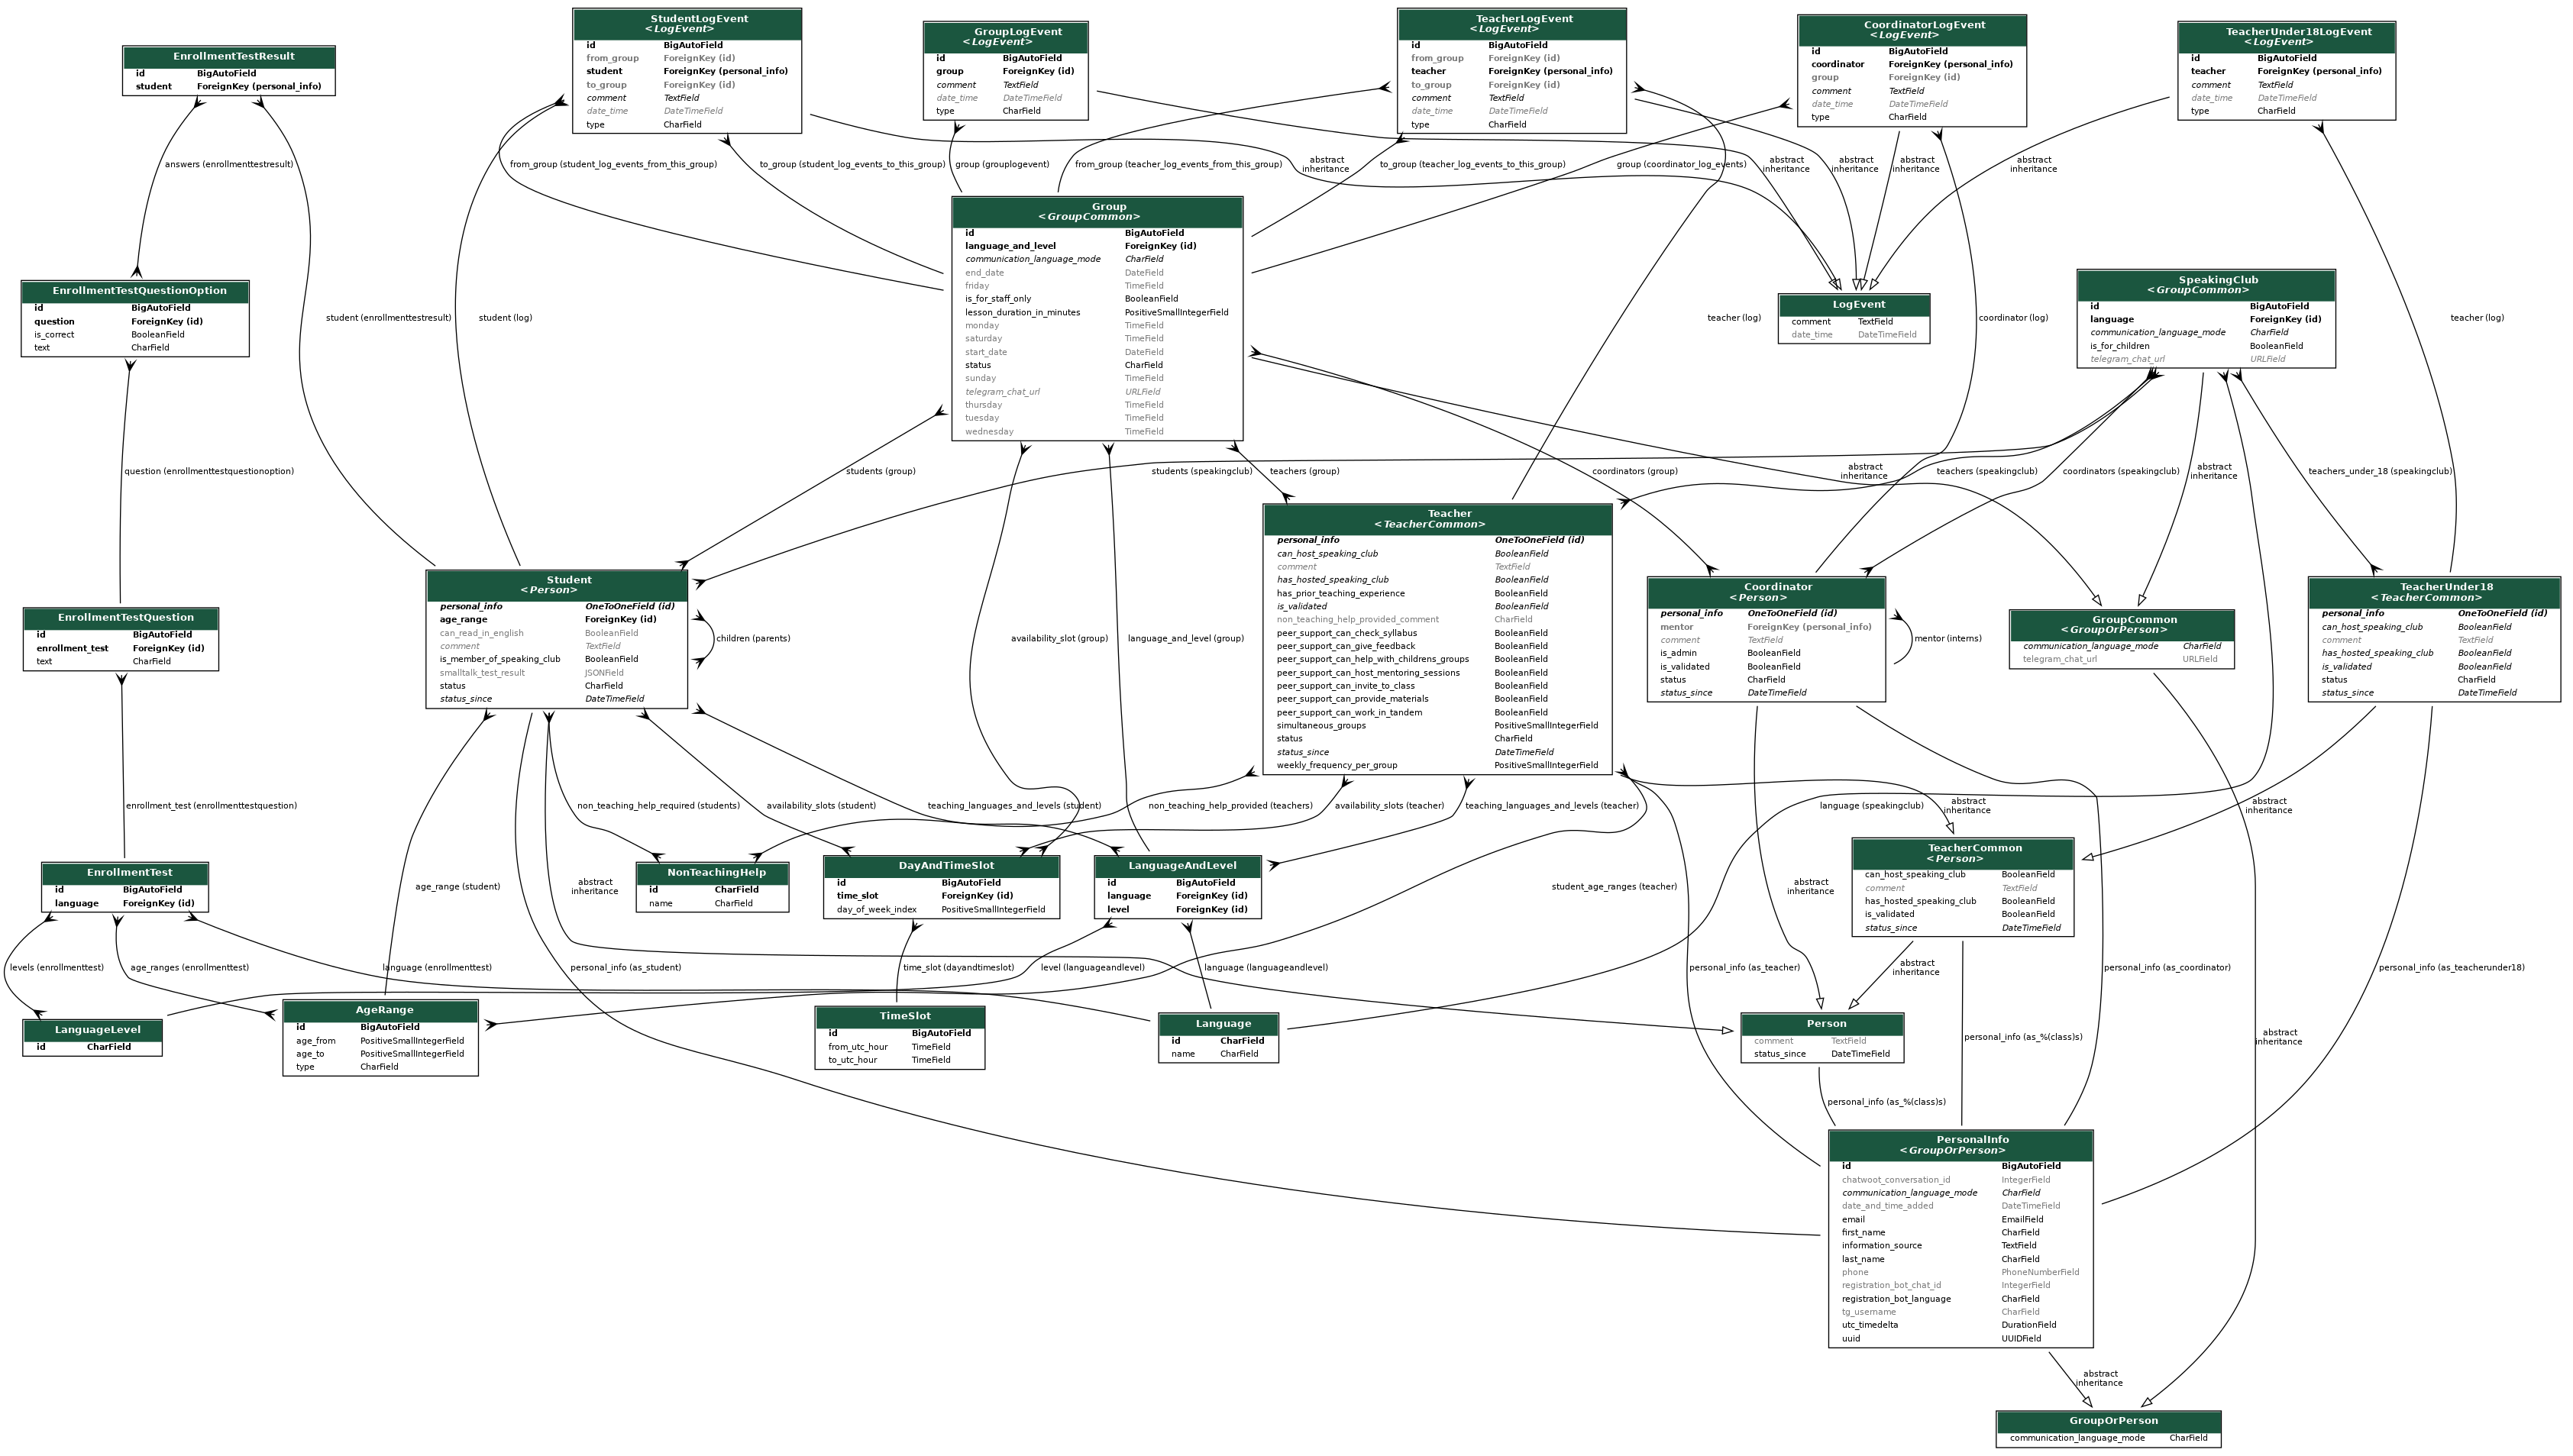 StudentLogEvent
<LogEvent>
id BigAutoField
from_group ForeignKey (id)
student ForeignKey (personal_info)
to_group ForeignKey (id)
comment TextField
date_time DateTimeField
type CharField
GroupLogEvent
<LogEvent>
id BigAutoField
group ForeignKey (id)
comment TextField
date_time DateTimeField
type CharField
TeacherLogEvent
<LogEvent>
id BigAutoField
from_group ForeignKey (id)
teacher ForeignKey (personal_info)
to_group ForeignKey (id)
comment TextField
date_time DateTimeField
type CharField
CoordinatorLogEvent
<LogEvent>
id BigAutoField
coordinator ForeignKey (personal_info)
group ForeignKey (id)
comment TextField
date_time DateTimeField
type CharField
TeacherUnder18LogEvent
<LogEvent>
id BigAutoField
teacher ForeignKey (personal_info)
comment TextField
date_time DateTimeField
type CharField
EnrollmentTestResult
id BigAutoField
student ForeignKey (personal_info)
answers (enrollmenttestresult)
from_group (student_log_events_from_this_group)
to_group (student_log_events_to_this_group)
group (grouplogevent)
from_group (teacher_log_events_from_this_group)
abstract
inheritance
to_group (teacher_log_events_to_this_group)
group (coordinator_log_events)
abstract
inheritance
abstract
inheritance
abstract
inheritance
abstract
inheritance
Group
<GroupCommon>
id BigAutoField
language_and_level ForeignKey (id)
communication_language_mode CharField
end_date DateField
friday TimeField
is_for_staff_only BooleanField
lesson_duration_in_minutes PositiveSmallIntegerField
monday TimeField
saturday TimeField
start_date DateField
status CharField
sunday TimeField
telegram_chat_url URLField
thursday TimeField
tuesday TimeField
wednesday TimeField
EnrollmentTestQuestionOption
id BigAutoField
question ForeignKey (id)
is_correct BooleanField
text CharField
student (enrollmenttestresult)
student (log)
teacher (log)
LogEvent
comment TextField
date_time DateTimeField
coordinator (log)
SpeakingClub
<GroupCommon>
id BigAutoField
language ForeignKey (id)
communication_language_mode CharField
is_for_children BooleanField
telegram_chat_url URLField
teacher (log)
question (enrollmenttestquestionoption)
students (group)
students (speakingclub)
teachers (group)
coordinators (group)
abstract
inheritance
teachers (speakingclub)
coordinators (speakingclub)
abstract
inheritance
teachers_under_18 (speakingclub)
EnrollmentTestQuestion
id BigAutoField
enrollment_test ForeignKey (id)
text CharField
Student
<Person>
personal_info OneToOneField (id)
age_range ForeignKey (id)
can_read_in_english BooleanField
comment TextField
is_member_of_speaking_club BooleanField
smalltalk_test_result JSONField
status CharField
status_since DateTimeField
children (parents)
availability_slot (group)
language_and_level (group)
Teacher
<TeacherCommon>
personal_info OneToOneField (id)
can_host_speaking_club BooleanField
comment TextField
has_hosted_speaking_club BooleanField
has_prior_teaching_experience BooleanField
is_validated BooleanField
non_teaching_help_provided_comment CharField
peer_support_can_check_syllabus BooleanField
peer_support_can_give_feedback BooleanField
peer_support_can_help_with_childrens_groups BooleanField
peer_support_can_host_mentoring_sessions BooleanField
peer_support_can_invite_to_class BooleanField
peer_support_can_provide_materials BooleanField
peer_support_can_work_in_tandem BooleanField
simultaneous_groups PositiveSmallIntegerField
status CharField
status_since DateTimeField
weekly_frequency_per_group PositiveSmallIntegerField
Coordinator
<Person>
personal_info OneToOneField (id)
mentor ForeignKey (personal_info)
comment TextField
is_admin BooleanField
is_validated BooleanField
status CharField
status_since DateTimeField
mentor (interns)
GroupCommon
<GroupOrPerson>
communication_language_mode CharField
telegram_chat_url URLField
TeacherUnder18
<TeacherCommon>
personal_info OneToOneField (id)
can_host_speaking_club BooleanField
comment TextField
has_hosted_speaking_club BooleanField
is_validated BooleanField
status CharField
status_since DateTimeField
enrollment_test (enrollmenttestquestion)
non_teaching_help_required (students)
availability_slots (student)
teaching_languages_and_levels (student)
non_teaching_help_provided (teachers)
availability_slots (teacher)
teaching_languages_and_levels (teacher)
language (speakingclub)
abstract
inheritance
abstract
inheritance
EnrollmentTest
id BigAutoField
language ForeignKey (id)
age_range (student)
abstract
inheritance
NonTeachingHelp
id CharField
name CharField
DayAndTimeSlot
id BigAutoField
time_slot ForeignKey (id)
day_of_week_index PositiveSmallIntegerField
LanguageAndLevel
id BigAutoField
language ForeignKey (id)
level ForeignKey (id)
student_age_ranges (teacher)
abstract
inheritance
TeacherCommon
<Person>
can_host_speaking_club BooleanField
comment TextField
has_hosted_speaking_club BooleanField
is_validated BooleanField
status_since DateTimeField
levels (enrollmenttest)
age_ranges (enrollmenttest)
language (enrollmenttest)
personal_info (as_student)
time_slot (dayandtimeslot)
level (languageandlevel)
language (languageandlevel)
personal_info (as_teacher)
abstract
inheritance
personal_info (as_coordinator)
personal_info (as_teacherunder18)
LanguageLevel
id CharField
AgeRange
id BigAutoField
age_from PositiveSmallIntegerField
age_to PositiveSmallIntegerField
type CharField
TimeSlot
id BigAutoField
from_utc_hour TimeField
to_utc_hour TimeField
Language
id CharField
name CharField
Person
comment TextField
status_since DateTimeField
personal_info (as_%(class)s)
abstract
inheritance
personal_info (as_%(class)s)
PersonalInfo
<GroupOrPerson>
id BigAutoField
chatwoot_conversation_id IntegerField
communication_language_mode CharField
date_and_time_added DateTimeField
email EmailField
first_name CharField
information_source TextField
last_name CharField
phone PhoneNumberField
registration_bot_chat_id IntegerField
registration_bot_language CharField
tg_username CharField
utc_timedelta DurationField
uuid UUIDField
abstract
inheritance
GroupOrPerson
communication_language_mode CharField